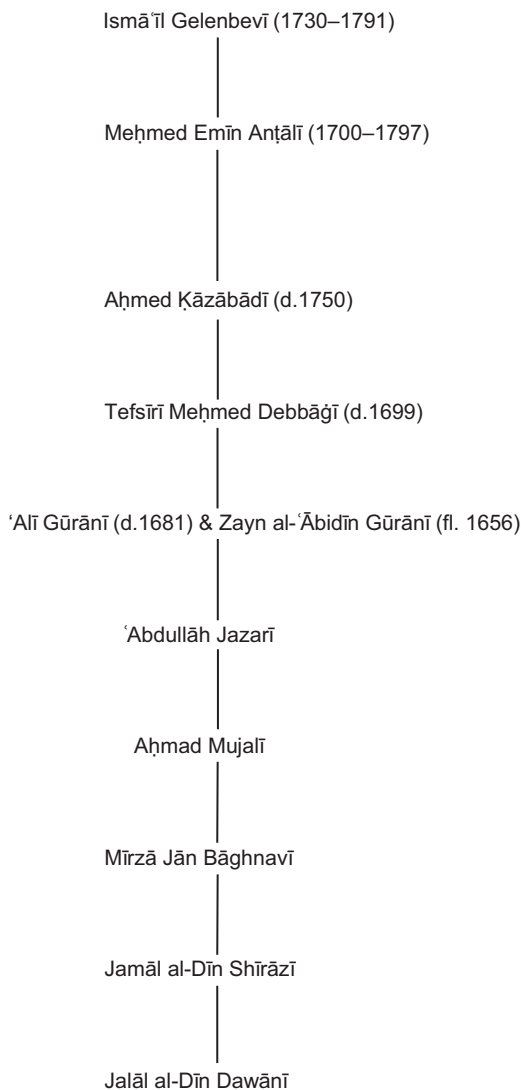 Ismāʿīl Gelenbevī (1730–1791)
Meḥmed Emīn Anṭālī (1700–1797)
Aḥmed Ḳāzābādī (d.1750)
Tefsīrī Meḥmed Debbāġī (d.1699)
ʿAlī Gūrānī (d.1681) & Zayn al-ʿĀbidīn Gūrānī (fl. 1656)
ʿAbdullāh Jazarī
Aḥmad Mujalī
Mīrzā Jān Bāghnavī
Jamāl al-Dīn Shīrāzī
Jalāl al-Dīn Dawānī